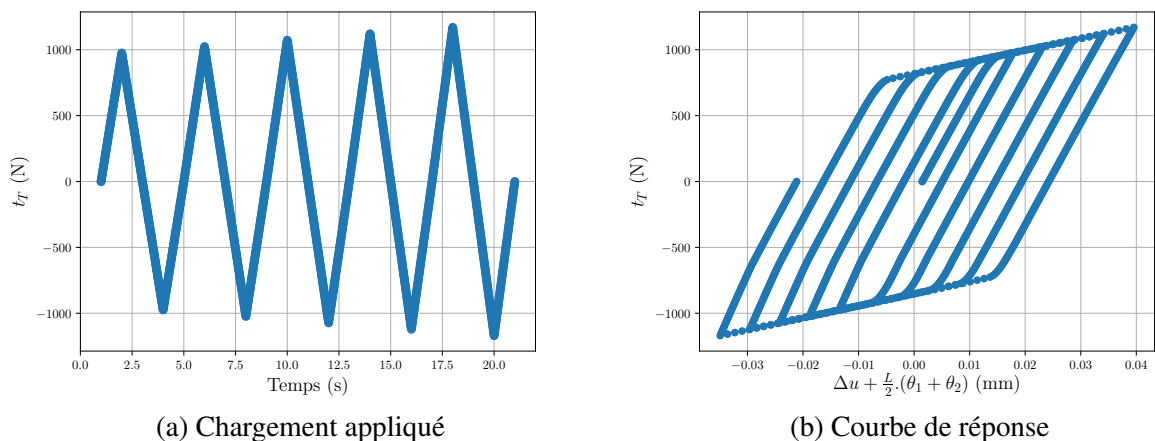 1000
500
0
−500
−1000
t_T (N)
0.0 2.5 5.0 7.5 10.0 12.5 15.0 17.5 20.0
Temps (s)
(a) Chargement appliqué
1000
500
0
−500
−1000
t_T (N)
−0.03 −0.02 −0.01 0.00 0.01 0.02 0.03 0.04
Δu + L/2.(θ₁ + θ₂) (mm)
(b) Courbe de réponse